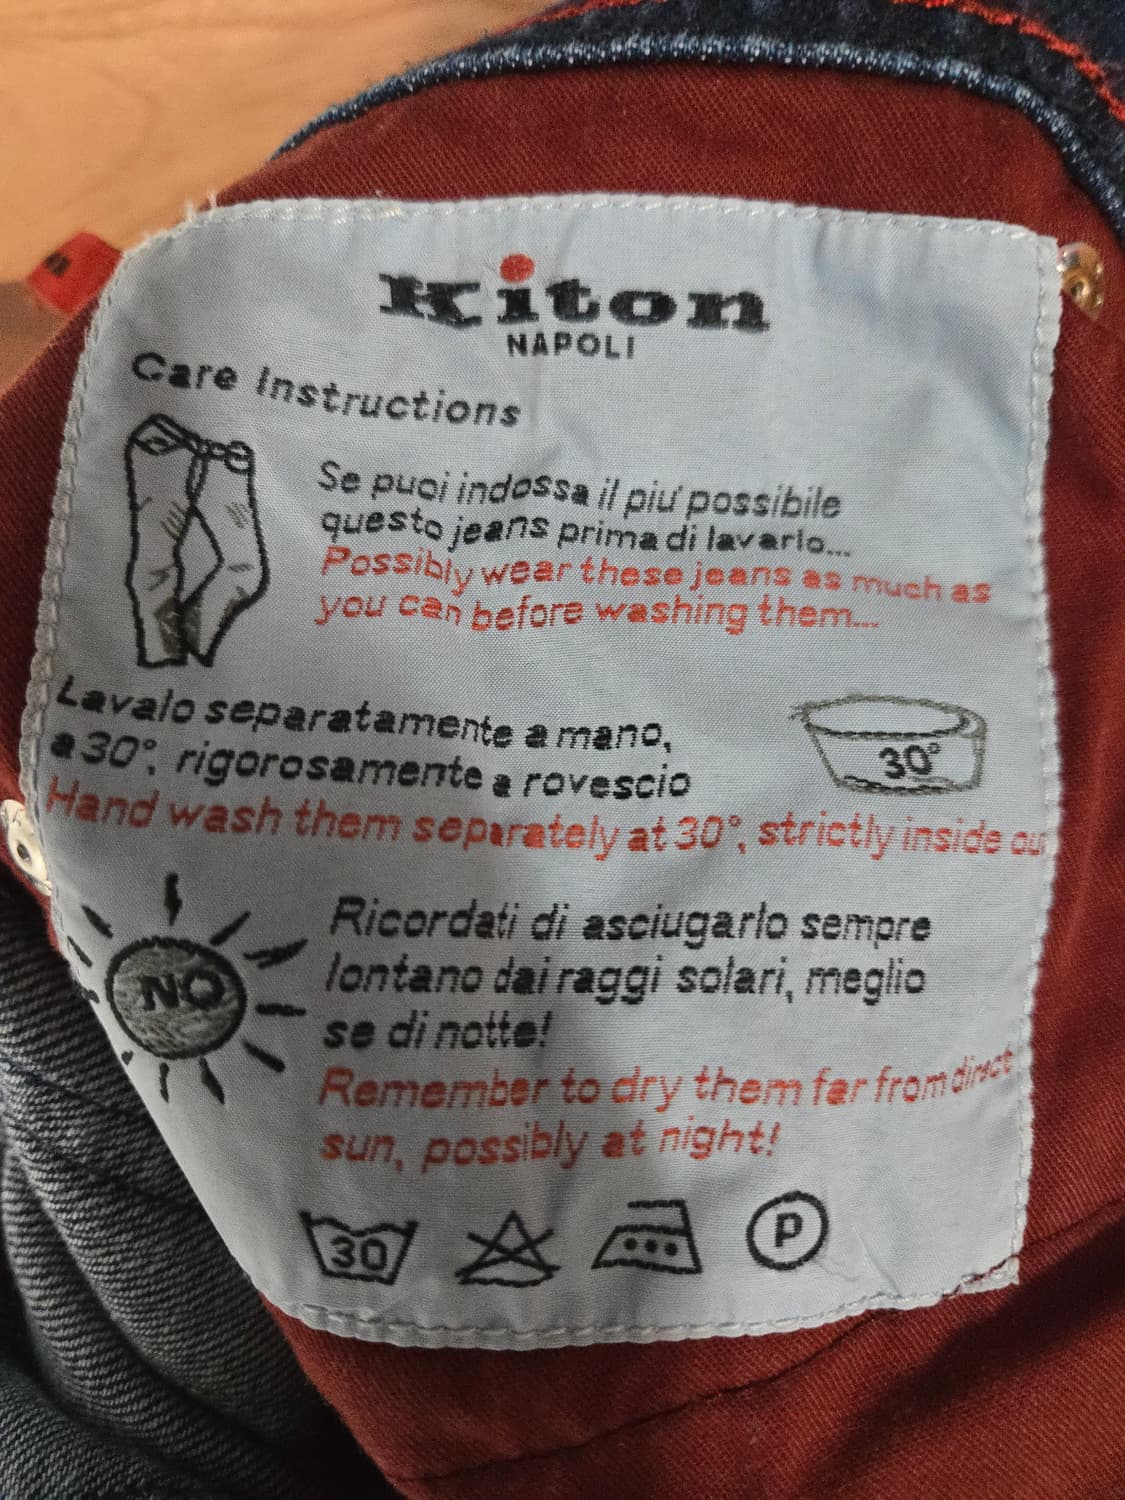 Kiton
NAPOLI
Care Instructions
Se puoi indossa il piu' possibile
questo jeans prima di lavarlo...
Possibly wear these jeans as much as
you can before washing them...
Lavalo separatamente a mano,
a 30°, rigorosamente a rovescio
30°
Hand wash them separately at 30°, strictly inside ou
NO
Ricordati di asciugarlo sempre
lontano dai raggi solari, meglio
se di notte!
Remember to dry them far from direct
sun, possibly at night!
30
P